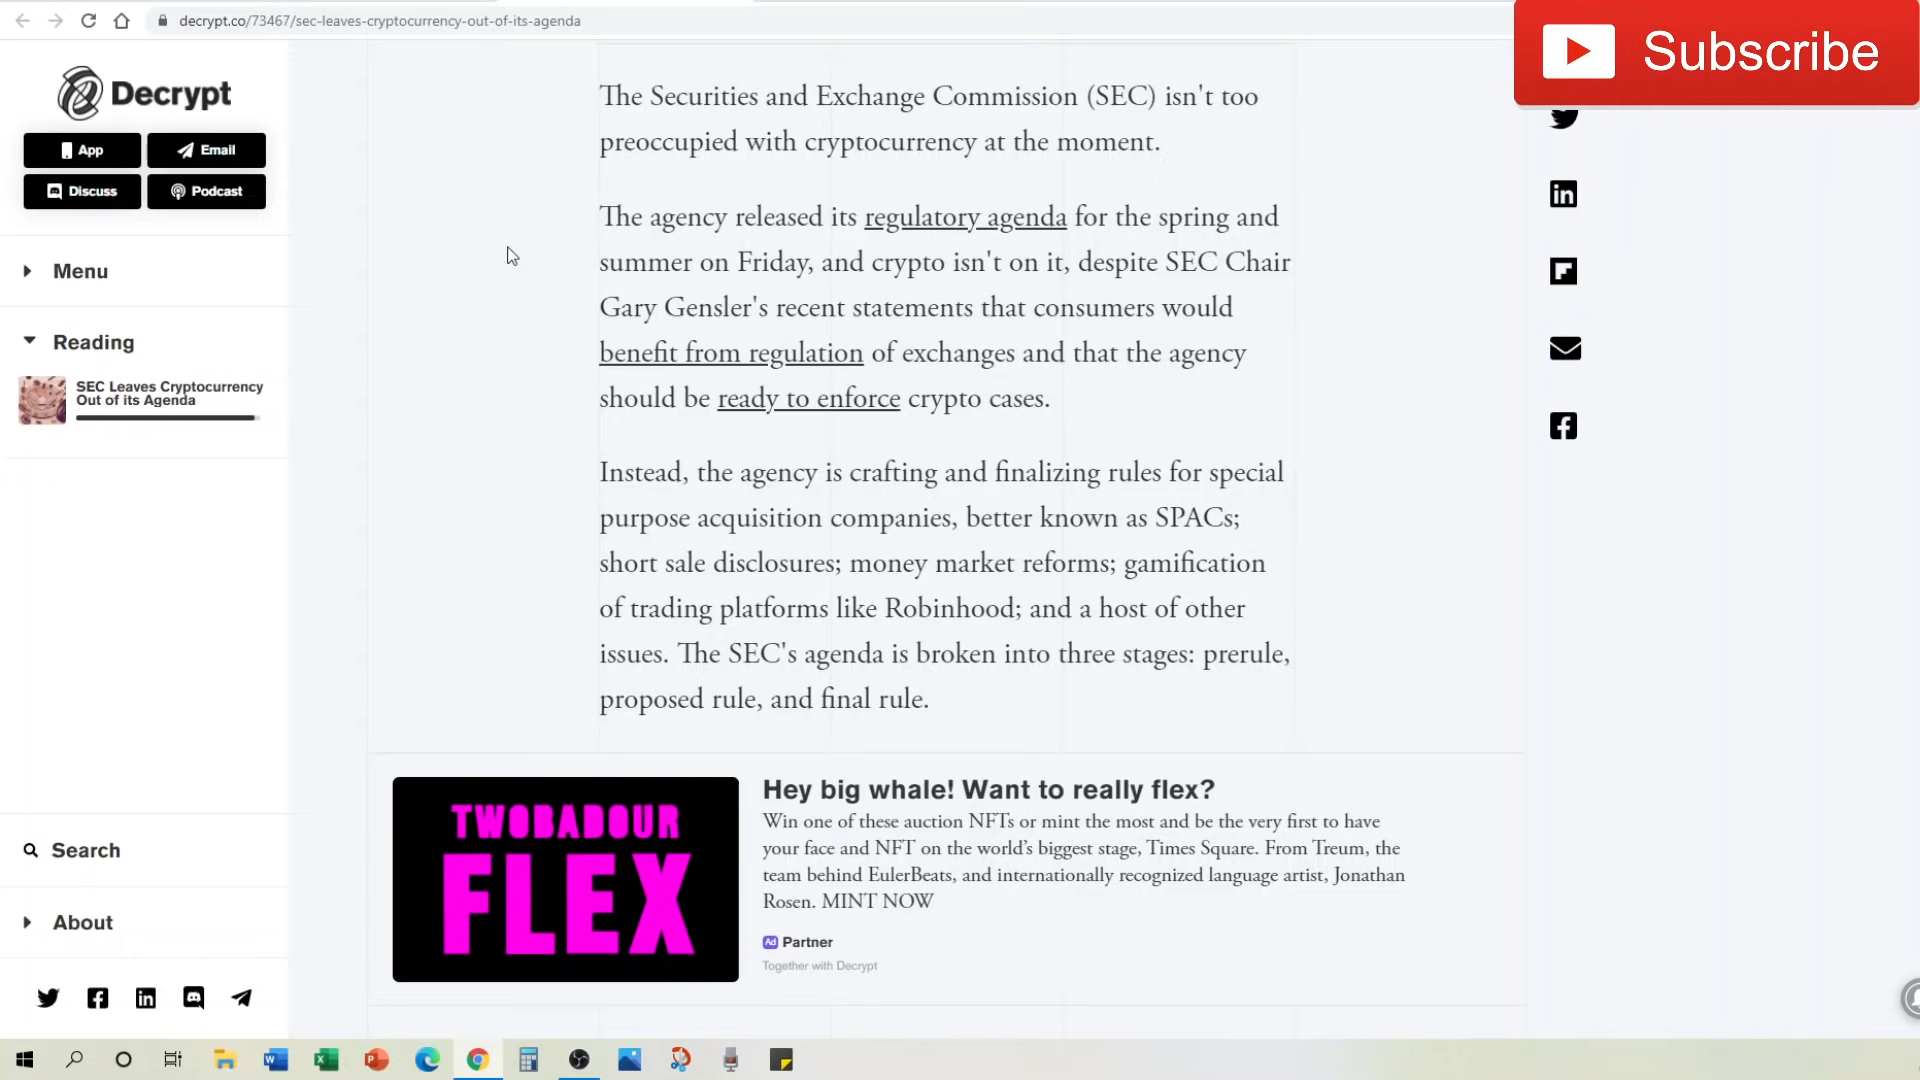 decrypt.co/73467/sec-leaves-cryptocurrency-out-of-its-agenda
Subscribe
Decrypt
App
Email
Discuss
Podcast
Menu
Reading
SEC Leaves Cryptocurrency
Out of its Agenda
Search
About
The Securities and Exchange Commission (SEC) isn't too
preoccupied with cryptocurrency at the moment.
The agency released its regulatory agenda for the spring and
summer on Friday, and crypto isn't on it, despite SEC Chair
Gary Gensler's recent statements that consumers would
benefit from regulation of exchanges and that the agency
should be ready to enforce crypto cases.
Instead, the agency is crafting and finalizing rules for special
purpose acquisition companies, better known as SPACs;
short sale disclosures; money market reforms; gamification
of trading platforms like Robinhood; and a host of other
issues. The SEC's agenda is broken into three stages: prerule,
proposed rule, and final rule.
TWOBADOUR
FLEX
Hey big whale! Want to really flex?
Win one of these auction NFTs or mint the most and be the very first to have
your face and NFT on the world's biggest stage, Times Square. From Treum, the
team behind EulerBeats, and internationally recognized language artist, Jonathan
Rosen. MINT NOW
Ad Partner
Together with Decrypt